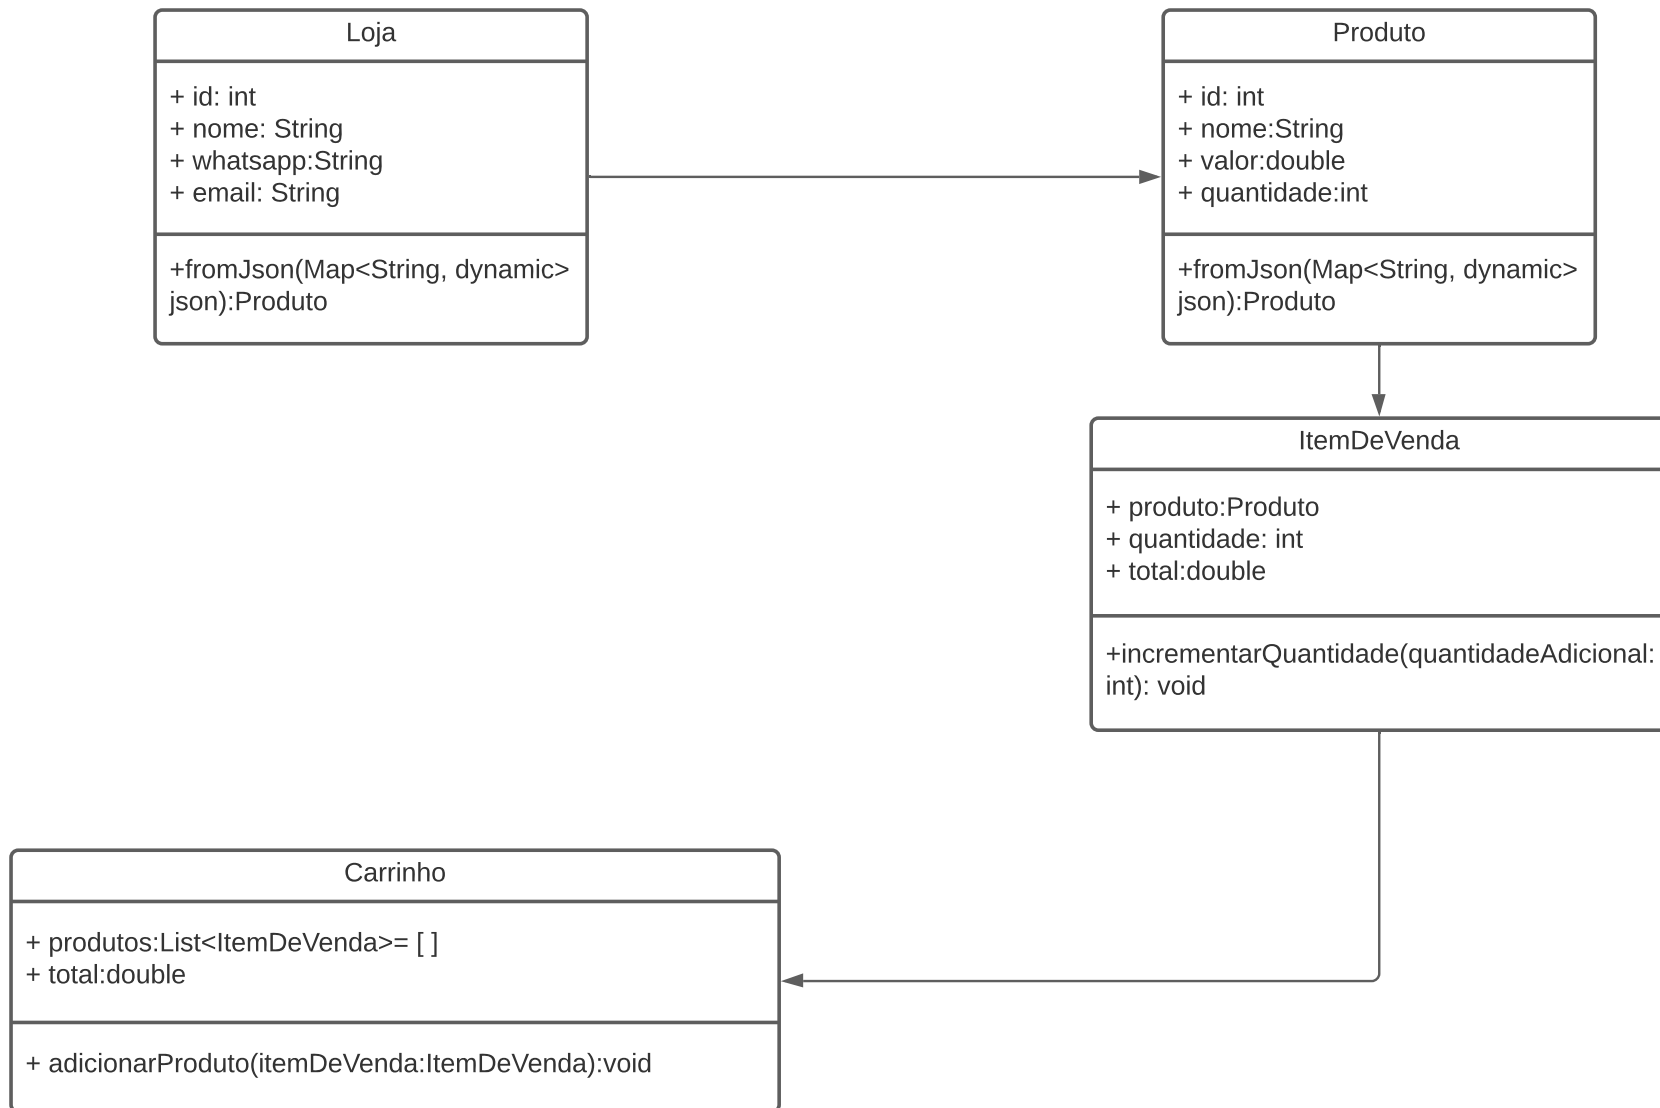 Loja
+ id: int
+ nome: String
+ whatsapp:String
+ email: String
+fromJson(Map<String, dynamic>
json):Produto
Produto
+ id: int
+ nome:String
+ valor:double
+ quantidade:int
+fromJson(Map<String, dynamic>
json):Produto
ItemDeVenda
+ produto:Produto
+ quantidade: int
+ total:double
+incrementarQuantidade(quantidadeAdicional:
int): void
Carrinho
+ produtos:List<ItemDeVenda>= [ ]
+ total:double
+ adicionarProduto(itemDeVenda:ItemDeVenda):void